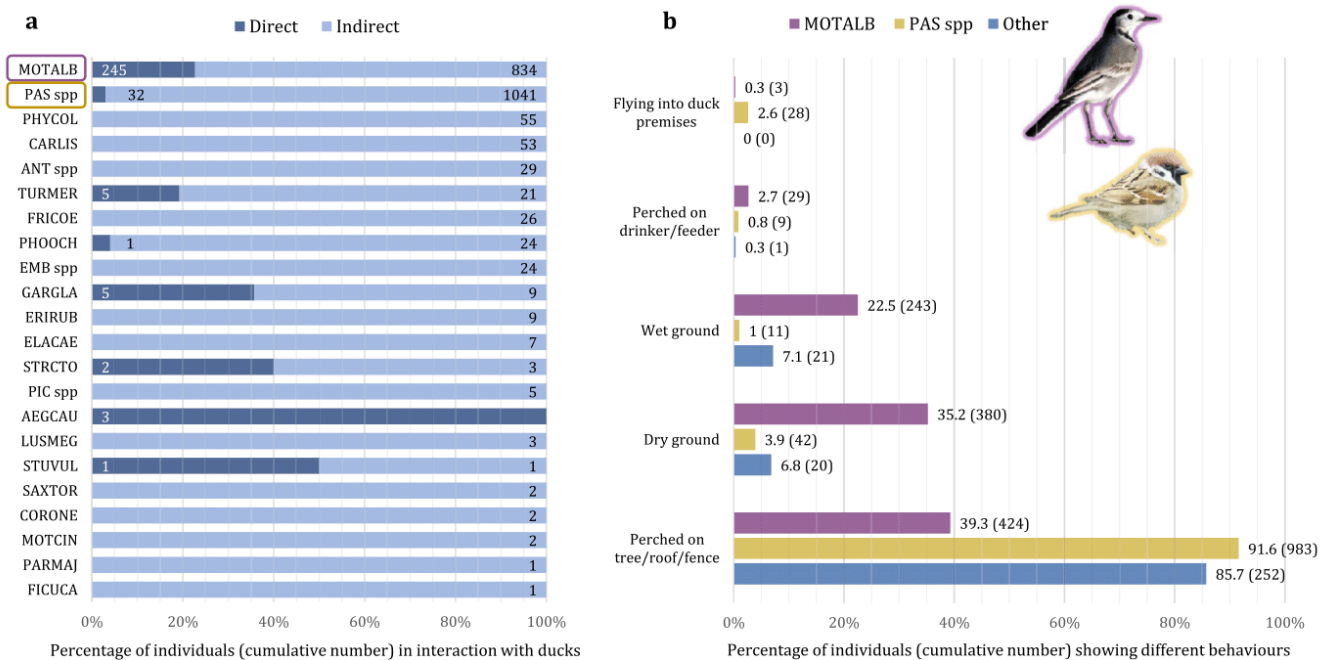 a
Direct Indirect
MOTALB 245 834
PAS spp 32 1041
PHYCOL 55
CARLIS 53
ANT spp 29
TURMER 5 21
FRICOE 26
PHOOCH 1 24
EMB spp 24
GARGLA 5 9
ERIRUB 9
ELACAE 7
STRCTO 2 3
PIC spp 5
AEGCAU 3
LUSMEG 3
STUVUL 1 1
SAXTOR 2
CORONE 2
MOTCIN 2
PARMAJ 1
FICUCA 1
0% 20% 40% 60% 80% 100%
Percentage of individuals (cumulative number) in interaction with ducks
b
MOTALB PAS spp Other
Flying into duck
premises
0.3 (3)
2.6 (28)
0 (0)
Perched on
drinker/feeder
2.7 (29)
0.8 (9)
0.3 (1)
Wet ground
22.5 (243)
1 (11)
7.1 (21)
Dry ground
35.2 (380)
3.9 (42)
6.8 (20)
Perched on
tree/roof/fence
39.3 (424)
91.6 (983)
85.7 (252)
0% 20% 40% 60% 80% 100%
Percentage of individuals (cumulative number) showing different behaviours